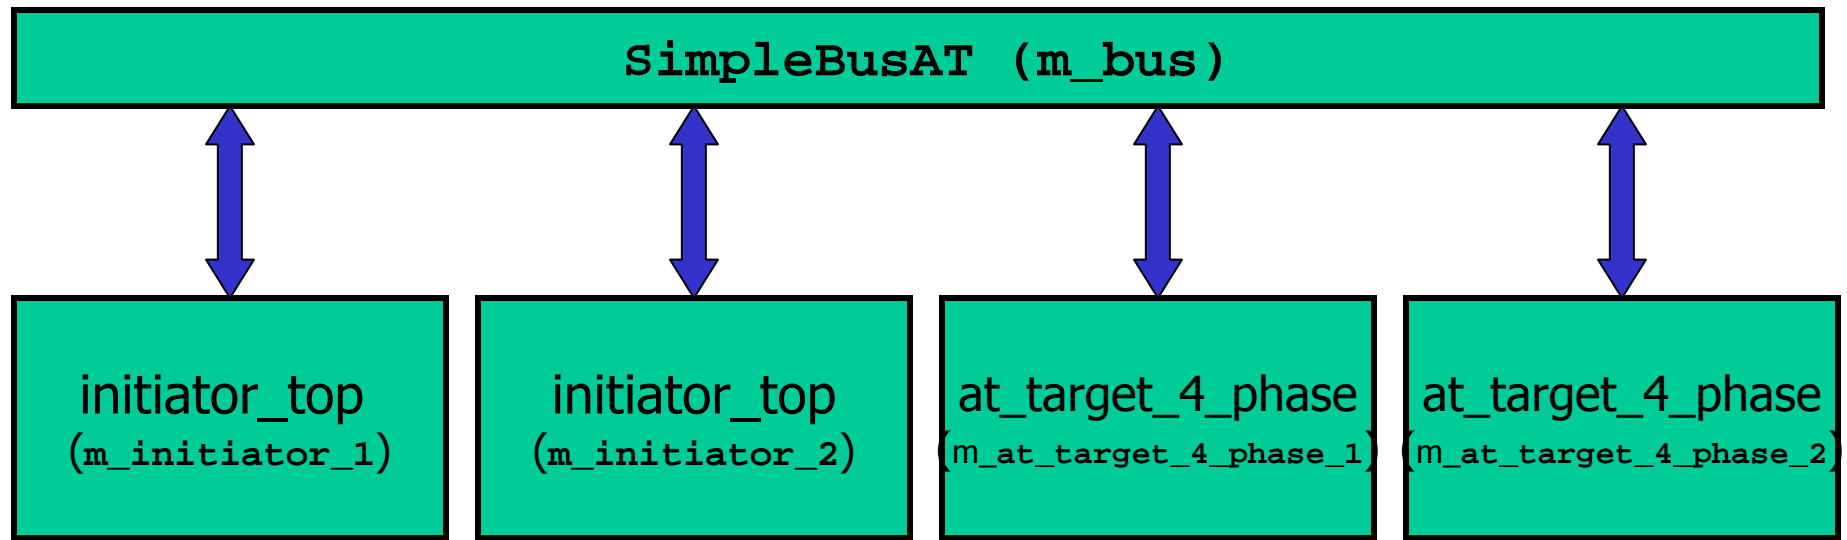 SimpleBusAT (m_bus)
initiator_top
(m_initiator_1)
initiator_top
(m_initiator_2)
at_target_4_phase
(m_at_target_4_phase_1)
at_target_4_phase
(m_at_target_4_phase_2)